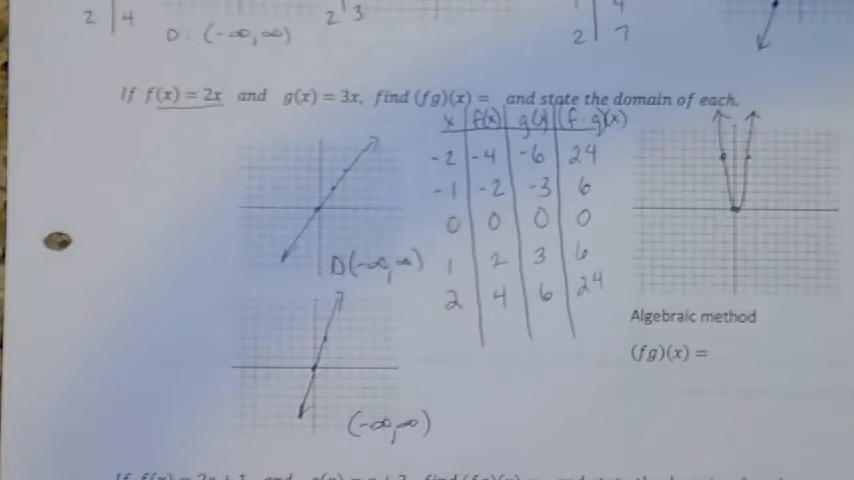 2 | 4
D: (-∞,∞)
2 | 3
2 | 7
If f(x) = 2x and g(x) = 3x, find (fg)(x) = and state the domain of each.
x | f(x) | g(x) | (f·g)(x)
-2 | -4 | -6 | 24
-1 | -2 | -3 | 6
0 | 0 | 0 | 0
1 | 2 | 3 | 6
2 | 4 | 6 | 24
D(-∞,∞)
(-∞,∞)
Algebraic method
(fg)(x) =